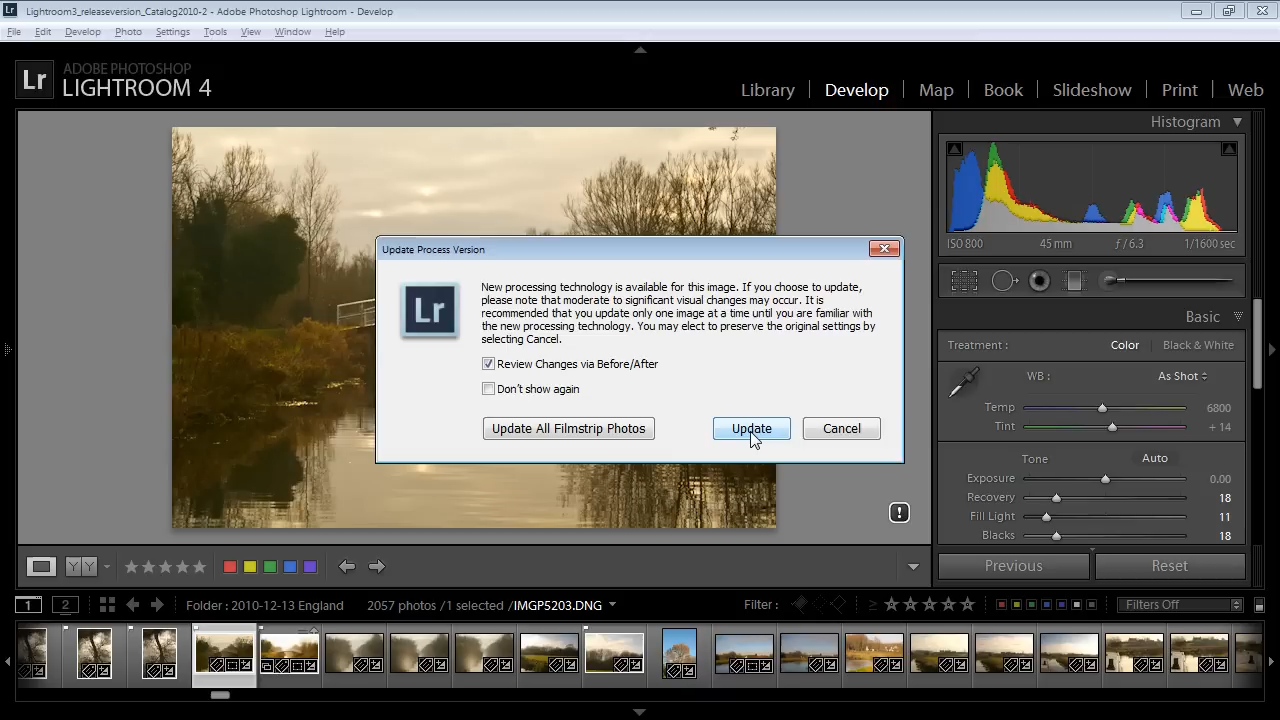 Lightroom3_releaseversion_Catalog2010-2 - Adobe Photoshop Lightroom - Develop
File Edit Develop Photo Settings Tools View Window Help
Lr ADOBE PHOTOSHOP
LIGHTROOM 4
Library | Develop | Map | Book | Slideshow | Print | Web
Histogram
ISO 800 45 mm ƒ / 6.3 1/1600 sec
Basic
Treatment : Color Black & White
WB : As Shot
Temp 6800
Tint + 14
Tone Auto
Exposure 0.00
Recovery 18
Fill Light 11
Blacks 18
Previous Reset
Update Process Version
Lr
New processing technology is available for this image. If you choose to update,
please note that moderate to significant visual changes may occur. It is
recommended that you update only one image at a time until you are familiar with
the new processing technology. You may elect to preserve the original settings by
selecting Cancel.
Review Changes via Before/After
Don't show again
Update All Filmstrip Photos Update Cancel
!
YY
1 2 Folder : 2010-12-13 England 2057 photos /1 selected /IMGP5203.DNG Filter : ≥ Filters Off